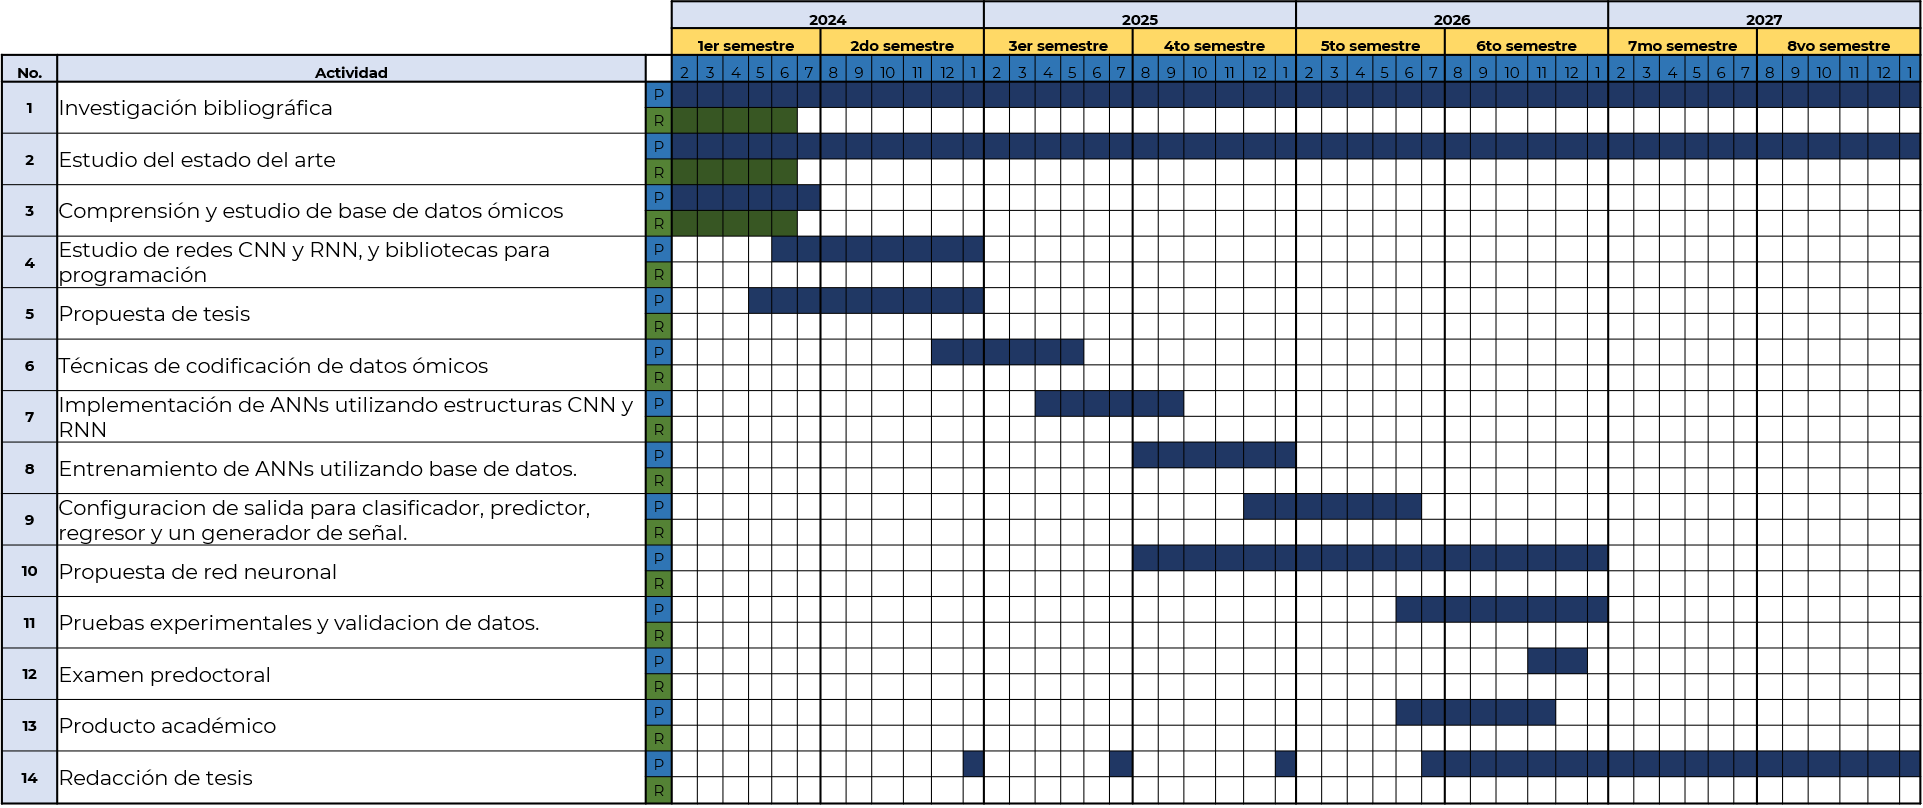 2024 2025 2026 2027
1er semestre 2do semestre 3er semestre 4to semestre 5to semestre 6to semestre 7mo semestre 8vo semestre
No. Actividad 2 3 4 5 6 7 8 9 10 11 12 1 2 3 4 5 6 7 8 9 10 11 12 1 2 3 4 5 6 7 8 9 10 11 12 1 2 3 4 5 6 7 8 9 10 11 12 1
1 Investigación bibliográfica P
R
2 Estudio del estado del arte P
R
3 Comprensión y estudio de base de datos ómicos P
R
4 Estudio de redes CNN y RNN, y bibliotecas para P
programación R
5 Propuesta de tesis P
R
6 Técnicas de codificación de datos ómicos P
R
7 Implementación de ANNs utilizando estructuras CNN y P
RNN R
8 Entrenamiento de ANNs utilizando base de datos. P
R
9 Configuracion de salida para clasificador, predictor, P
regresor y un generador de señal. R
10 Propuesta de red neuronal P
R
11 Pruebas experimentales y validacion de datos. P
R
12 Examen predoctoral P
R
13 Producto académico P
R
14 Redacción de tesis P
R